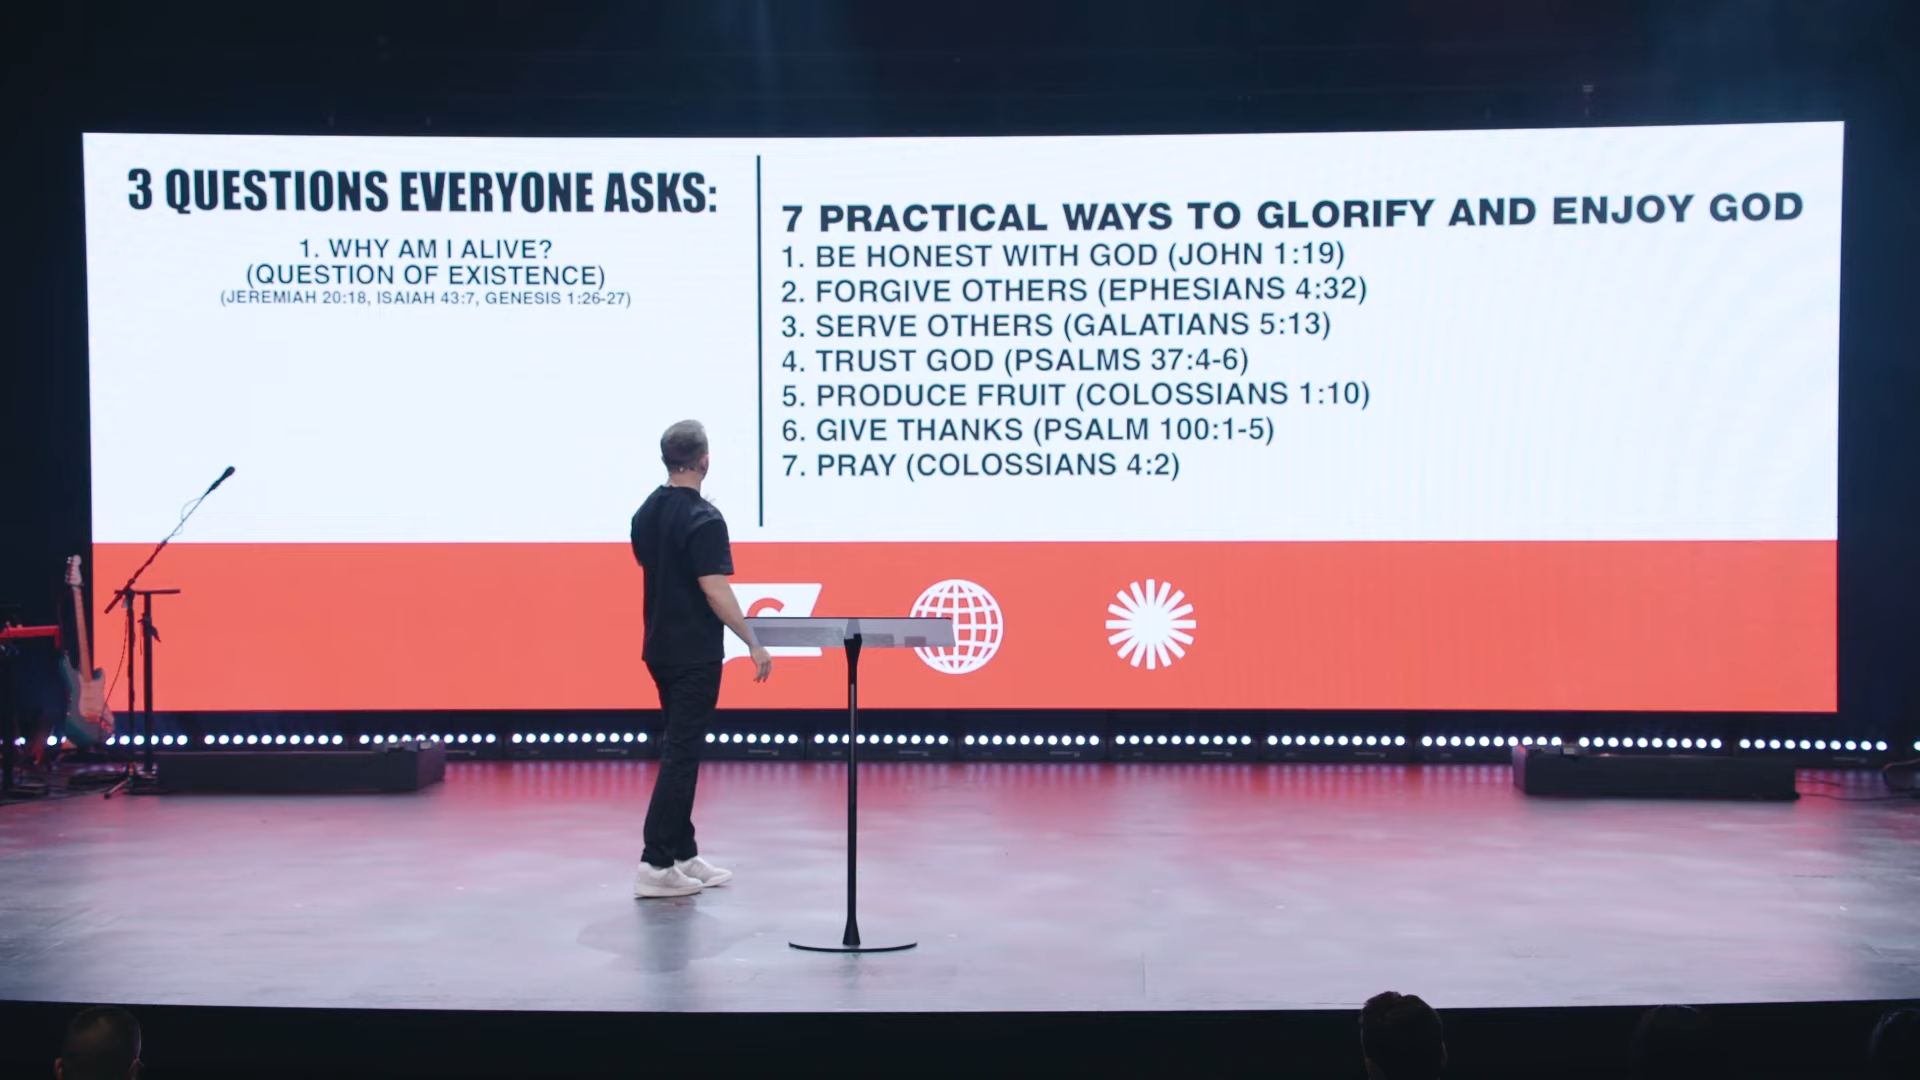 3 QUESTIONS EVERYONE ASKS:
1. WHY AM I ALIVE?
(QUESTION OF EXISTENCE)
(JEREMIAH 20:18, ISAIAH 43:7, GENESIS 1:26-27)
7 PRACTICAL WAYS TO GLORIFY AND ENJOY GOD
1. BE HONEST WITH GOD (JOHN 1:19)
2. FORGIVE OTHERS (EPHESIANS 4:32)
3. SERVE OTHERS (GALATIANS 5:13)
4. TRUST GOD (PSALMS 37:4-6)
5. PRODUCE FRUIT (COLOSSIANS 1:10)
6. GIVE THANKS (PSALM 100:1-5)
7. PRAY (COLOSSIANS 4:2)